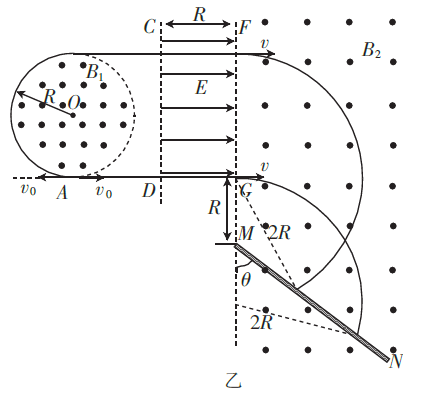 C R F
v B₂
B₁
R O E
v
v₀ A v₀ D G
R
M 2R
θ
2R
N
乙